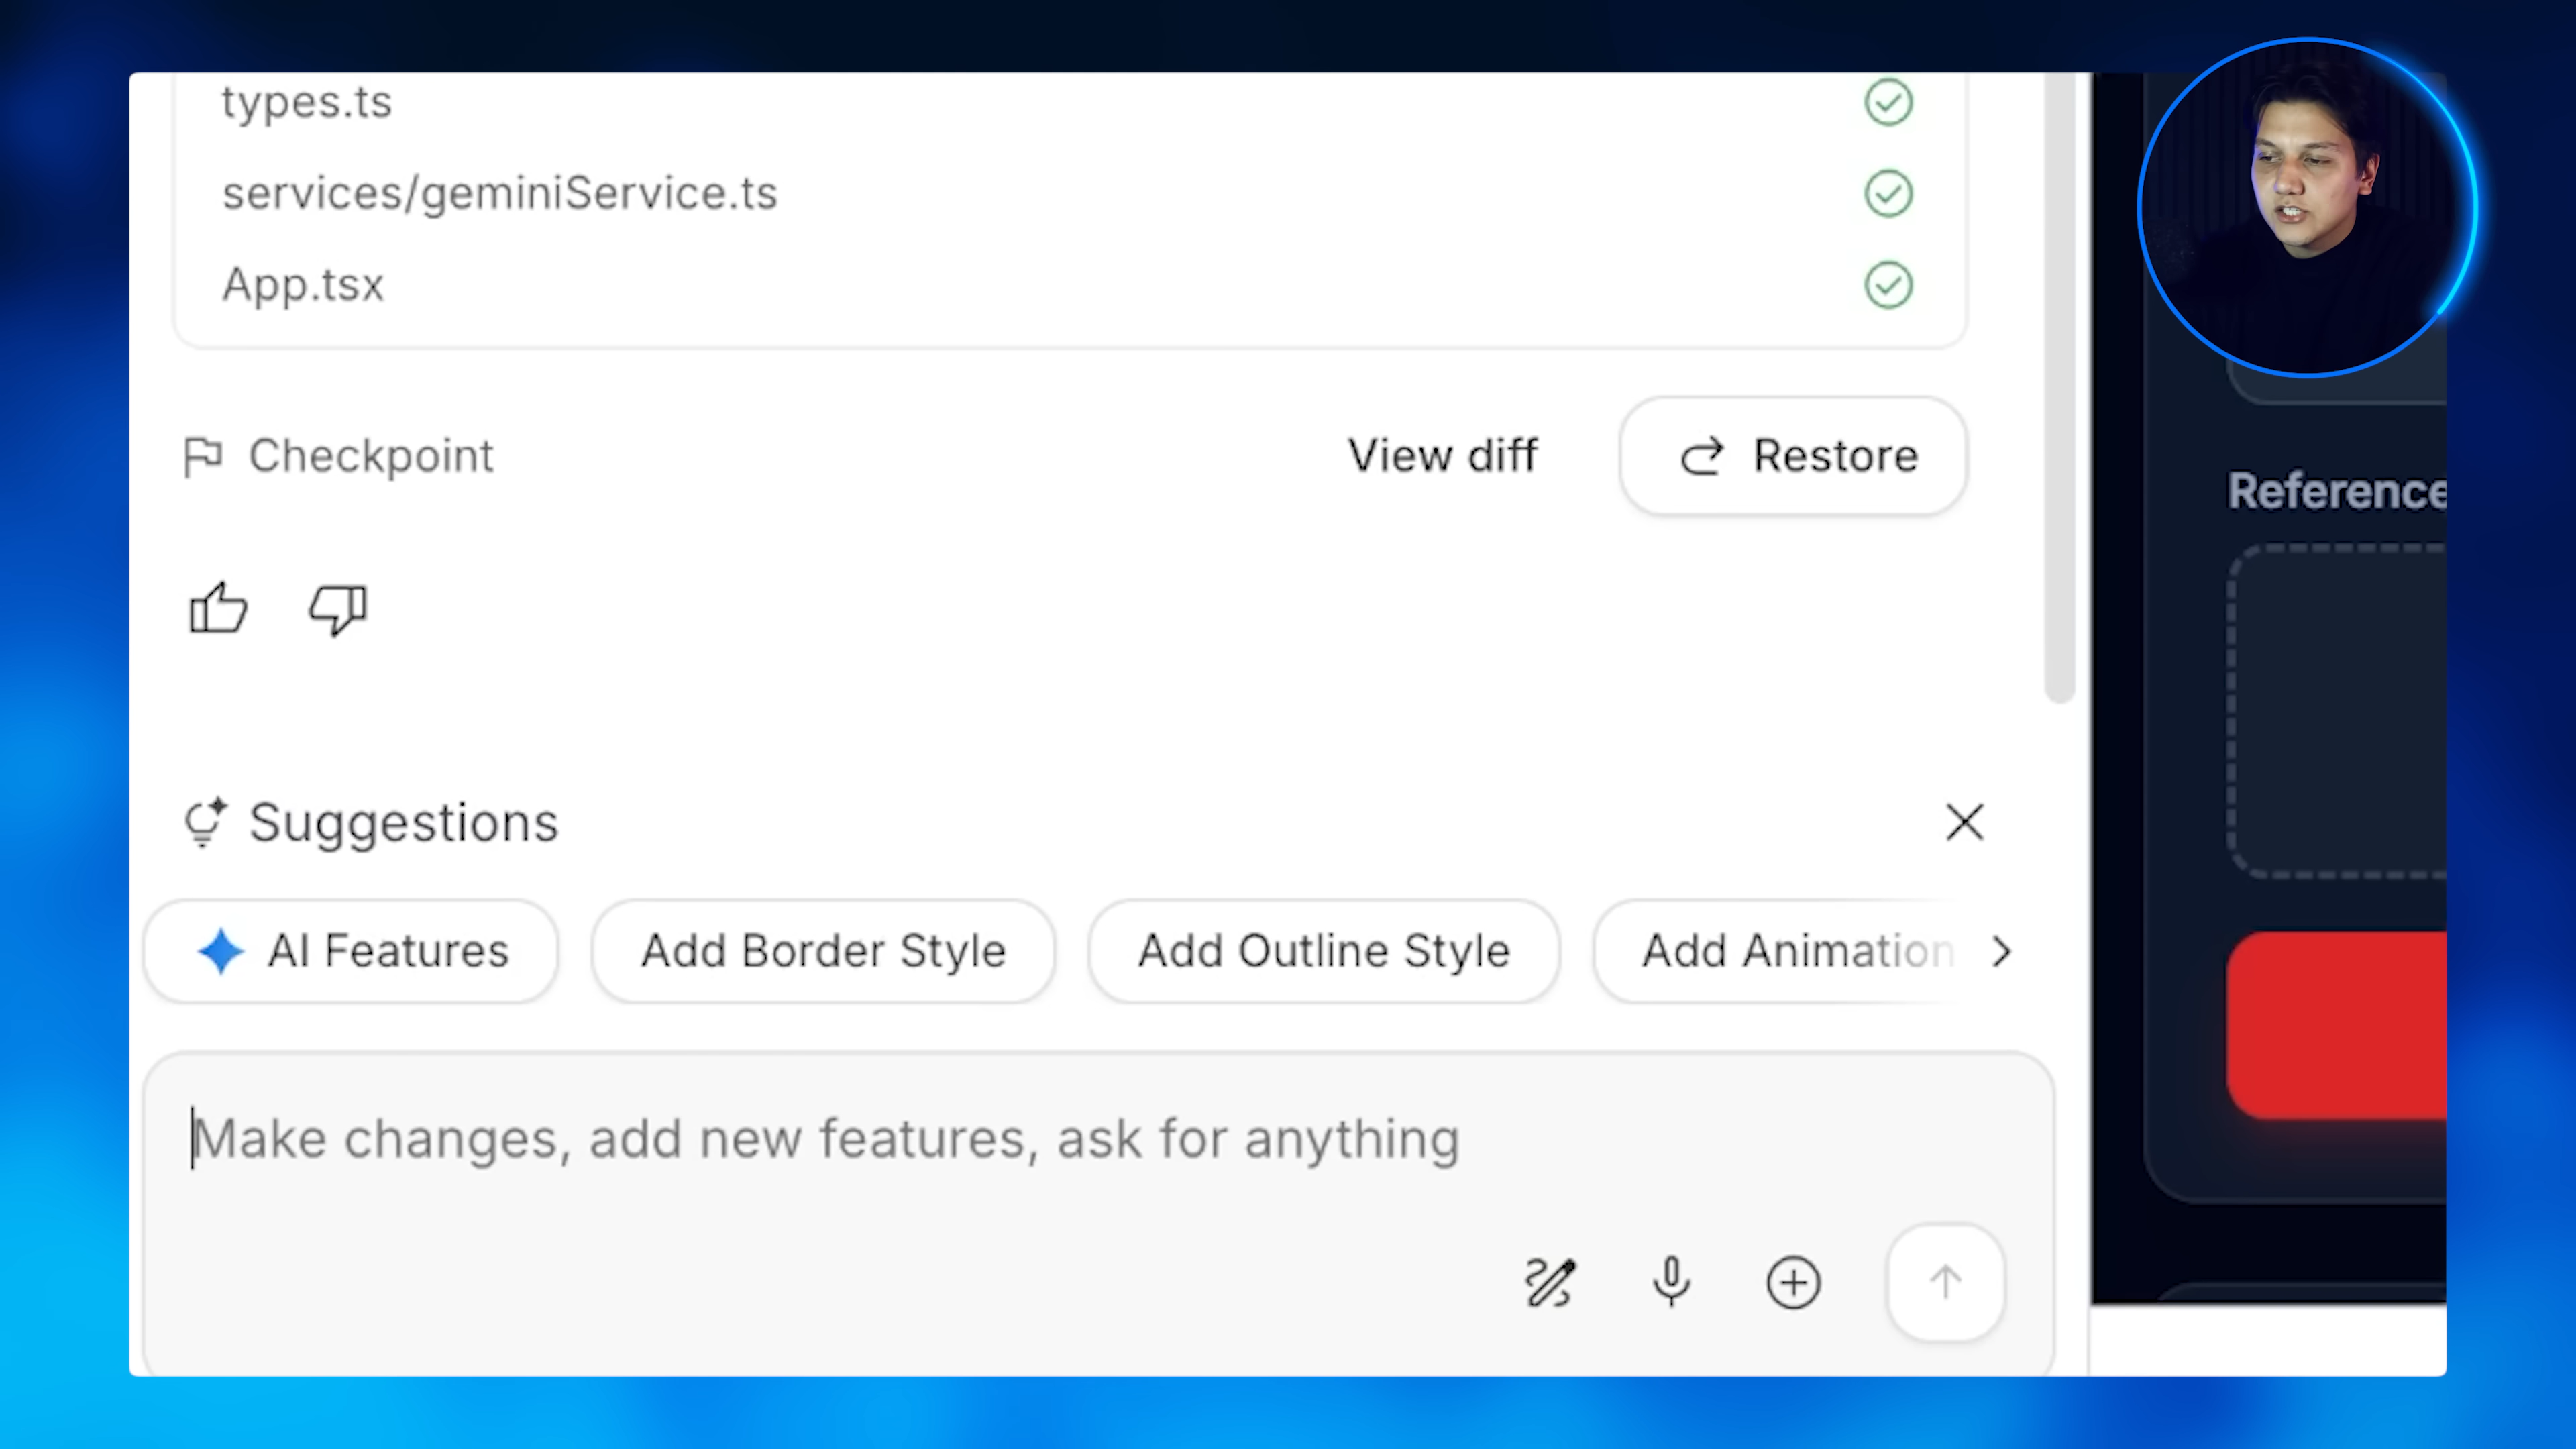 types.ts
services/geminiService.ts
App.tsx
Checkpoint
View diff
Restore
Suggestions
AI Features
Add Border Style
Add Outline Style
Add Animation
Make changes, add new features, ask for anything
Reference